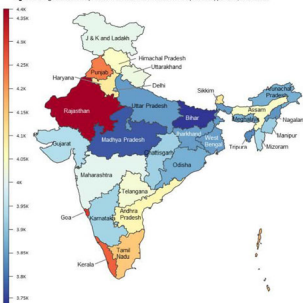 4.4K
4.35K
4.3K
4.25K
4.2K
4.15K
4.1K
4.05K
4K
3.95K
3.9K
3.85K
3.8K
3.75K
J & K and Ladakh
Himachal Pradesh
Uttarakhand
Punjab
Haryana
Delhi
Sikkim
Arunachal
Pradesh
Rajasthan
Uttar Pradesh
Bihar
Assam
Nagaland
Meghalaya
Manipur
Gujarat
Madhya Pradesh
Jharkhand
West
Bengal
Tripura
Mizoram
Chattisgarh
Odisha
Maharashtra
Telangana
Andhra
Pradesh
Goa
Karnataka
Tamil
Nadu
Kerala